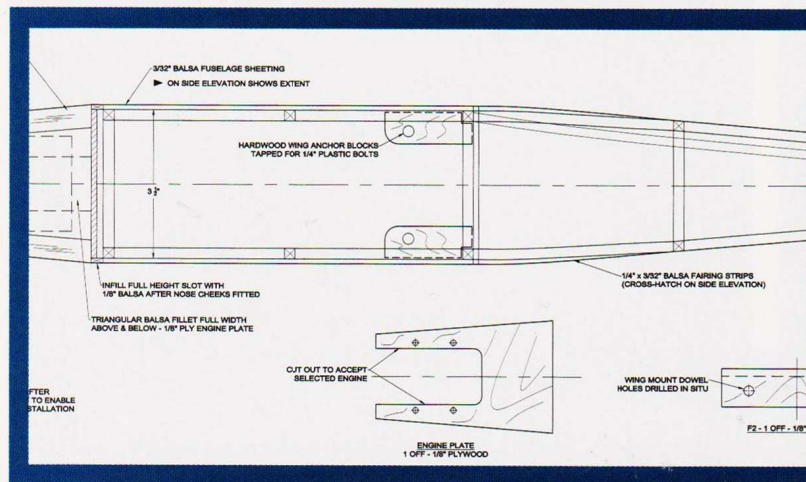 3/32" BALSA FUSELAGE SHEETING
► ON SIDE ELEVATION SHOWS EXTENT
HARDWOOD WING ANCHOR BLOCKS
TAPPED FOR 1/4" PLASTIC BOLTS
3 ½"
1/4" x 3/32" BALSA FAIRING STRIPS
(CROSS-HATCH ON SIDE ELEVATION)
INFILL FULL HEIGHT SLOT WITH
1/8" BALSA AFTER NOSE CHEEKS FITTED
TRIANGULAR BALSA FILLET FULL WIDTH
ABOVE & BELOW - 1/8" PLY ENGINE PLATE
CUT OUT TO ACCEPT
SELECTED ENGINE
WING MOUNT DOWEL
HOLES DRILLED IN SITU
FTER
TO ENABLE
STALLATION
F2 - 1 OFF - 1/8"
ENGINE PLATE
1 OFF - 1/8" PLYWOOD